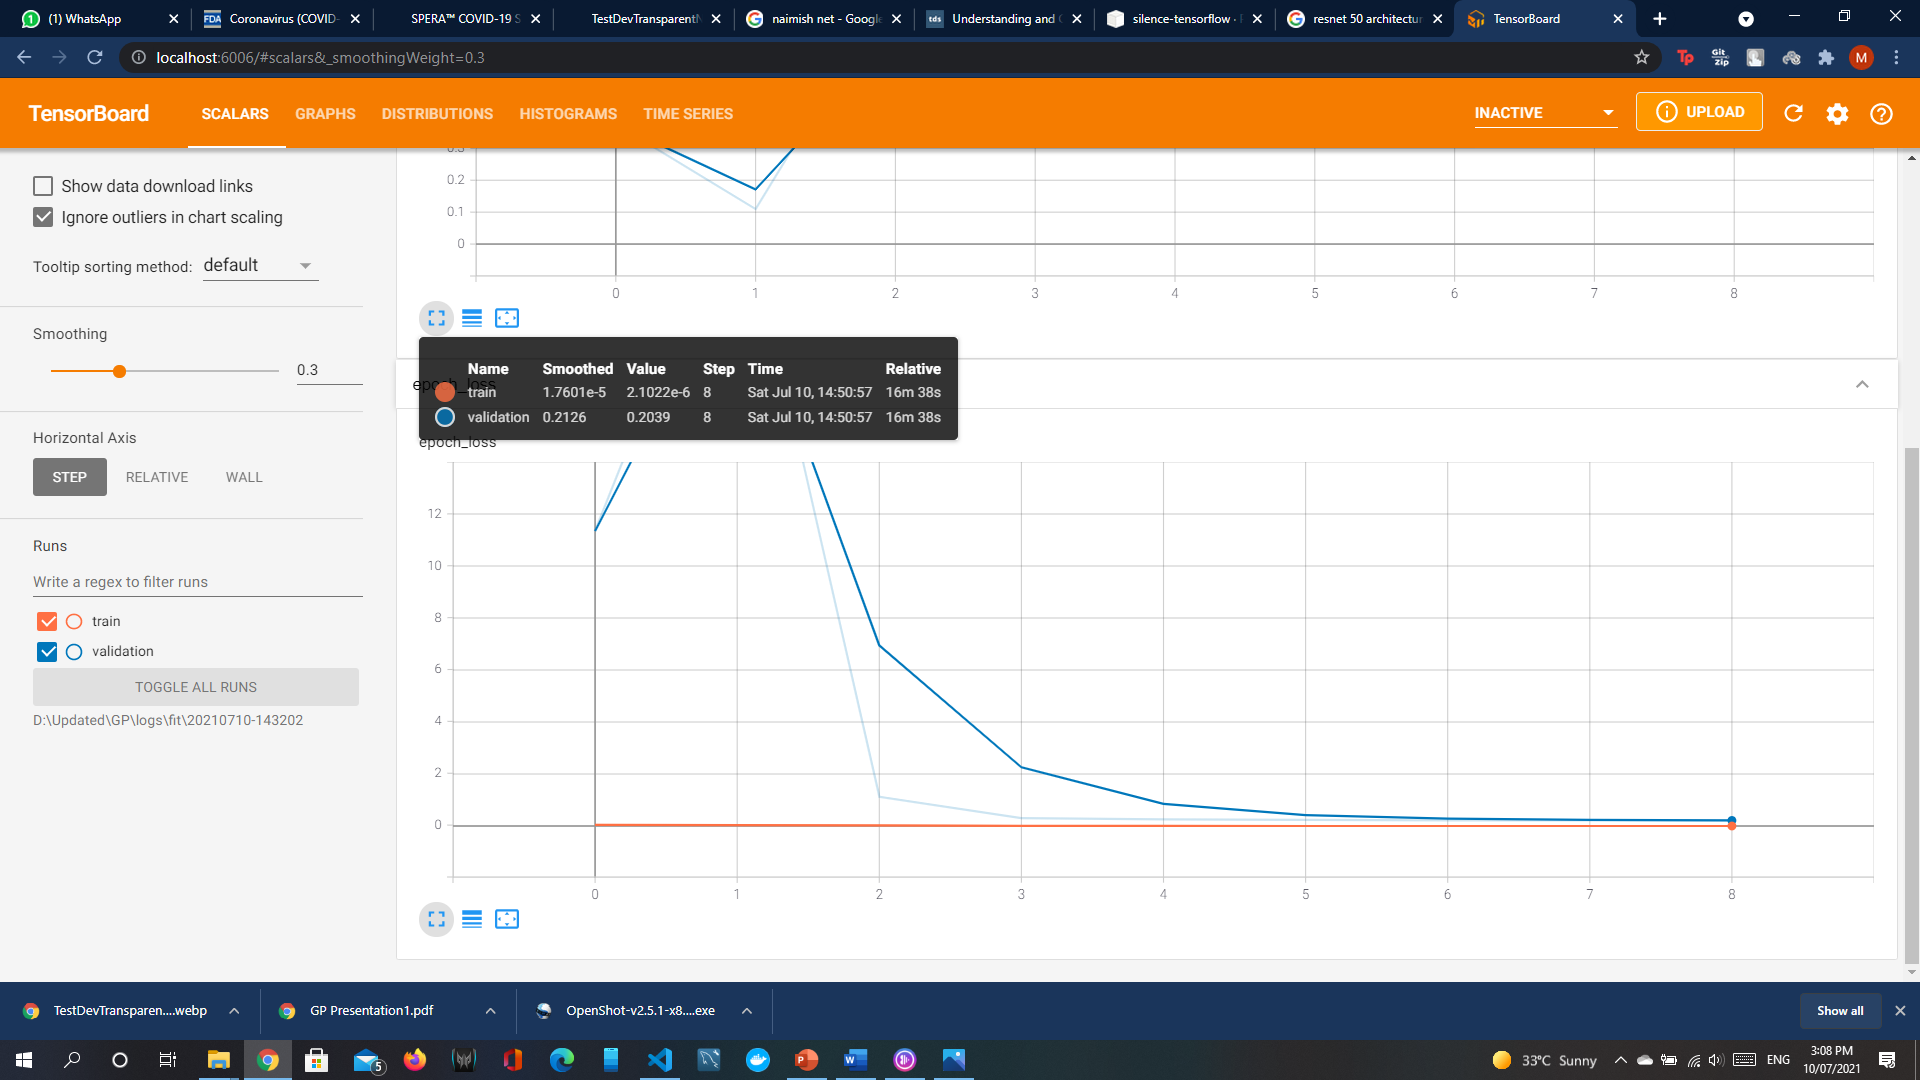 (1) WhatsApp
Coronavirus (COVID-
SPERA™ COVID-19 S
TestDevTransparent
naimish net - Google
Understanding and
silence-tensorflow ·
resnet 50 architectur
TensorBoard
localhost:6006/#scalars&_smoothingWeight=0.3
TensorBoard
SCALARS
GRAPHS
DISTRIBUTIONS
HISTOGRAMS
TIME SERIES
INACTIVE
UPLOAD
Show data download links
Ignore outliers in chart scaling
Tooltip sorting method: default
Smoothing
0.3
Horizontal Axis
STEP RELATIVE WALL
Runs
Write a regex to filter runs
train
validation
TOGGLE ALL RUNS
D:\Updated\GP\logs\fit\20210710-143202
0.3
0.2
0.1
0
0 1 2 3 4 5 6 7 8
Name Smoothed Value Step Time Relative
train 1.7601e-5 2.1022e-6 8 Sat Jul 10, 14:50:57 16m 38s
validation 0.2126 0.2039 8 Sat Jul 10, 14:50:57 16m 38s
epoch_loss
epoch_loss
12
10
8
6
4
2
0
0 1 2 3 4 5 6 7 8
TestDevTransparen....webp
GP Presentation1.pdf
OpenShot-v2.5.1-x8....exe
Show all
33°C Sunny
ENG
3:08 PM
10/07/2021